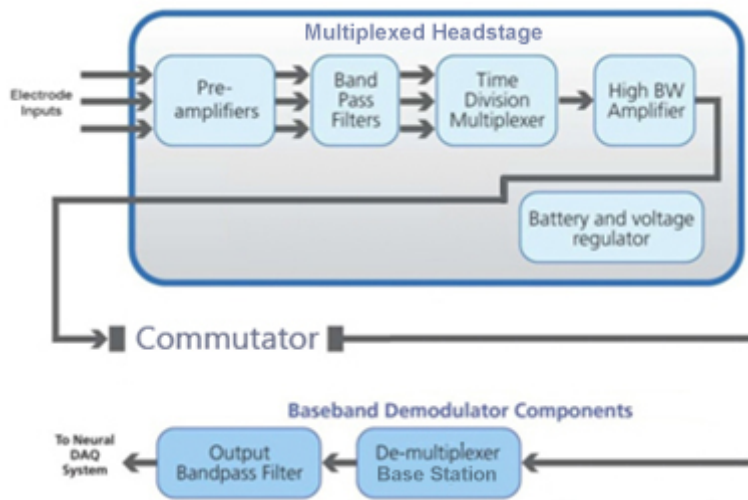 Multiplexed Headstage
Electrode
Inputs
Pre-
amplifiers
Band
Pass
Filters
Time
Division
Multiplexer
High BW
Amplifier
Battery and voltage
regulator
Commutator
Baseband Demodulator Components
To Neural
DAQ
System
Output
Bandpass Filter
De-multiplexer
Base Station